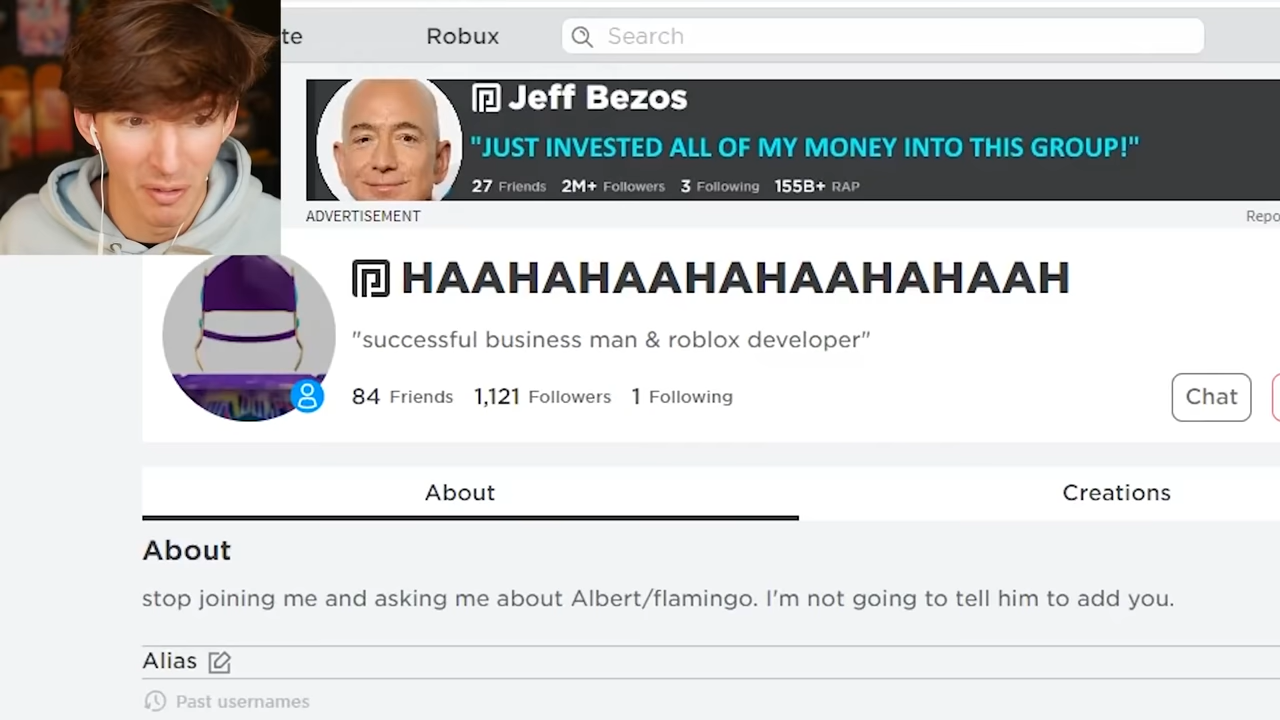 te Robux Search
Jeff Bezos
"JUST INVESTED ALL OF MY MONEY INTO THIS GROUP!"
27 Friends 2M+ Followers 3 Following 155B+ RAP
ADVERTISEMENT Repo
HAAHAHAAHAHAAHAHAAH
"successful business man & roblox developer"
84 Friends 1,121 Followers 1 Following
Chat
About Creations
About
stop joining me and asking me about Albert/flamingo. I'm not going to tell him to add you.
Alias
Past usernames